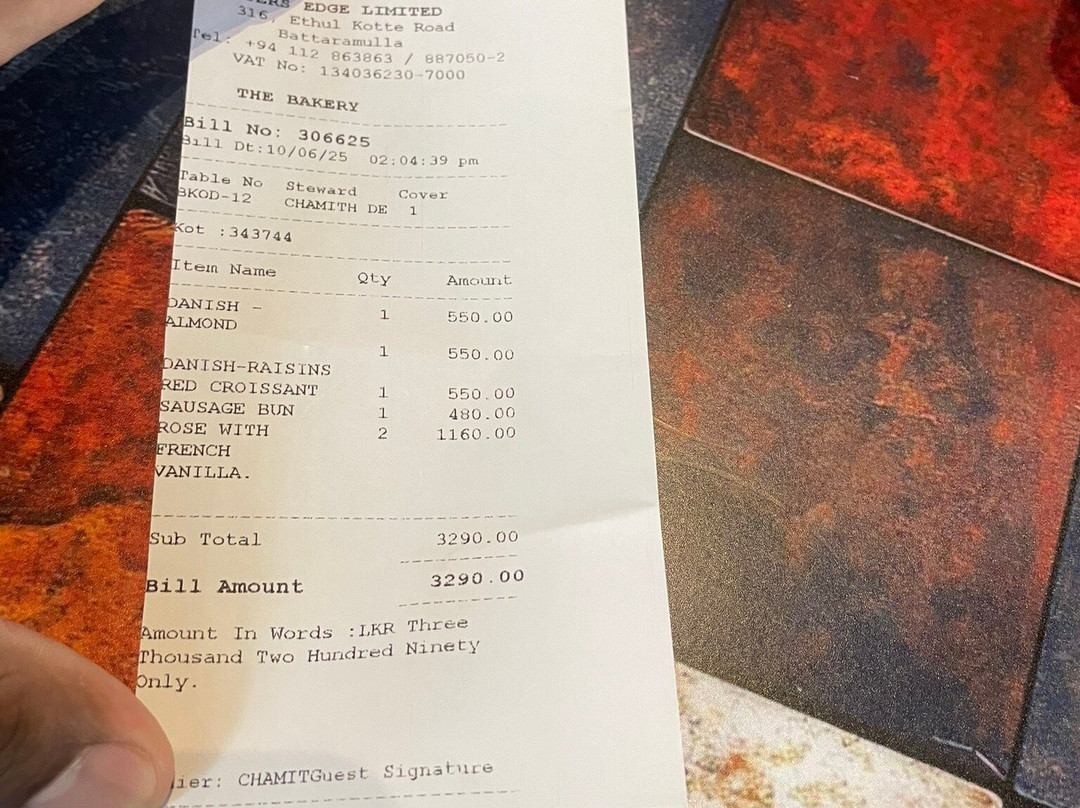 EDGE LIMITED
316, Ethul Kotte Road
Battaramulla
Tel: +94 112 863863 / 887050-2
VAT No: 134036230-7000
THE BAKERY
Bill No: 306625
Bill Dt:10/06/25 02:04:39 pm
Table No Steward Cover
BKOD-12 CHAMITH DE 1
Kot :343744
Item Name Qty Amount
DANISH - 1 550.00
ALMOND
1 550.00
DANISH-RAISINS
RED CROISSANT 1 550.00
SAUSAGE BUN 1 480.00
ROSE WITH 2 1160.00
FRENCH
VANILLA.
Sub Total 3290.00
Bill Amount 3290.00
Amount In Words :LKR Three
Thousand Two Hundred Ninety
Only.
CHAMITGuest Signature